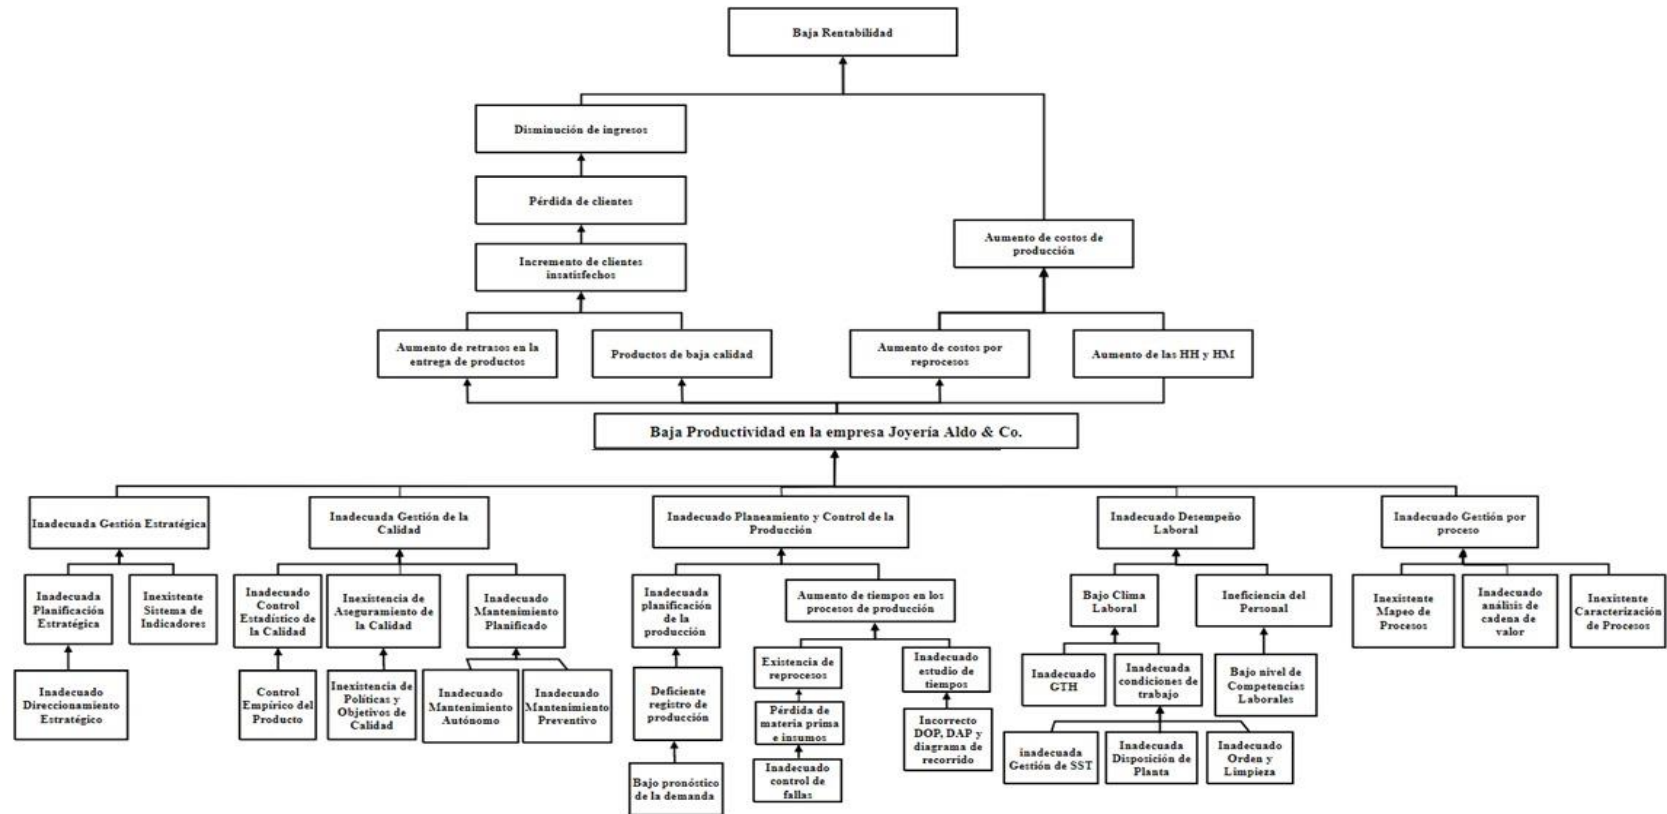 Baja Rentabilidad
Disminución de ingresos
Pérdida de clientes
Aumento de costos de
producción
Incremento de clientes
insatisfechos
Aumento de retrasos en la
entrega de productos
Productos de baja calidad
Aumento de costos por
reprocesos
Aumento de las HH y HM
Baja Productividad en la empresa Joyería Aldo & Co.
Inadecuada Gestión Estratégica
Inadecuada Gestión de la
Calidad
Inadecuado Planeamiento y Control de la
Producción
Inadecuado Desempeño
Laboral
Inadecuado Gestión por
proceso
Inadecuada
Planificación
Estratégica
Inexistente
Sistema de
Indicadores
Inadecuado
Control
Estadístico de
la Calidad
Inexistencia de
Aseguramiento de
la Calidad
Inadecuado
Mantenimiento
Planificado
Inadecuada
planificación
de la
producción
Aumento de tiempos en los
procesos de producción
Bajo Clima
Laboral
Ineficiencia del
Personal
Inexistente
Mapeo de
Procesos
Inadecuado
análisis de
cadena de
valor
Inexistente
Caracterización
de Procesos
Inadecuado
Direccionamiento
Estratégico
Control
Empírico del
Producto
Inexistencia de
Políticas y
Objetivos de
Calidad
Inadecuado
Mantenimiento
Autónomo
Inadecuado
Mantenimiento
Preventivo
Deficiente
registro de
producción
Existencia de
reprocesos
Inadecuado
estudio de
tiempos
Inadecuado
GTH
Inadecuada
condiciones de
trabajo
Bajo nivel de
Competencias
Laborales
Pérdida de
materia prima
e insumos
Incorrecto
DOP, DAP y
diagrama de
recorrido
inadecuada
Gestión de SST
Inadecuada
Disposición de
Planta
Inadecuado
Orden y
Limpieza
Bajo pronóstico
de la demanda
Inadecuado
control de
fallas